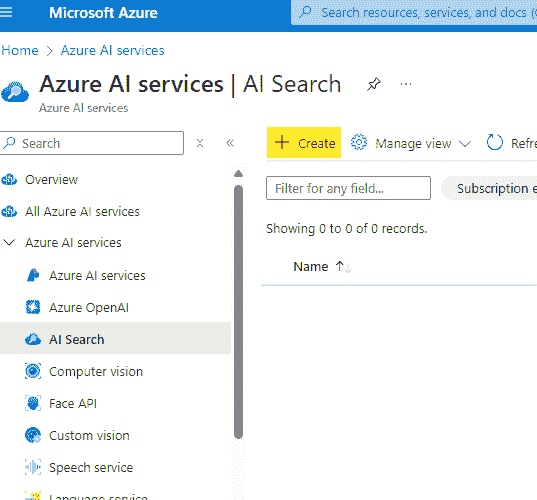 Microsoft Azure
Search resources, services, and docs (
Home > Azure AI services
Azure AI services | AI Search
Azure AI services
Search
+ Create
Manage view
Filter for any field...
Subscription
Showing 0 to 0 of 0 records.
Name ↑↓
Overview
All Azure AI services
Azure AI services
Azure AI services
Azure OpenAI
AI Search
Computer vision
Face API
Custom vision
Speech service
Language service